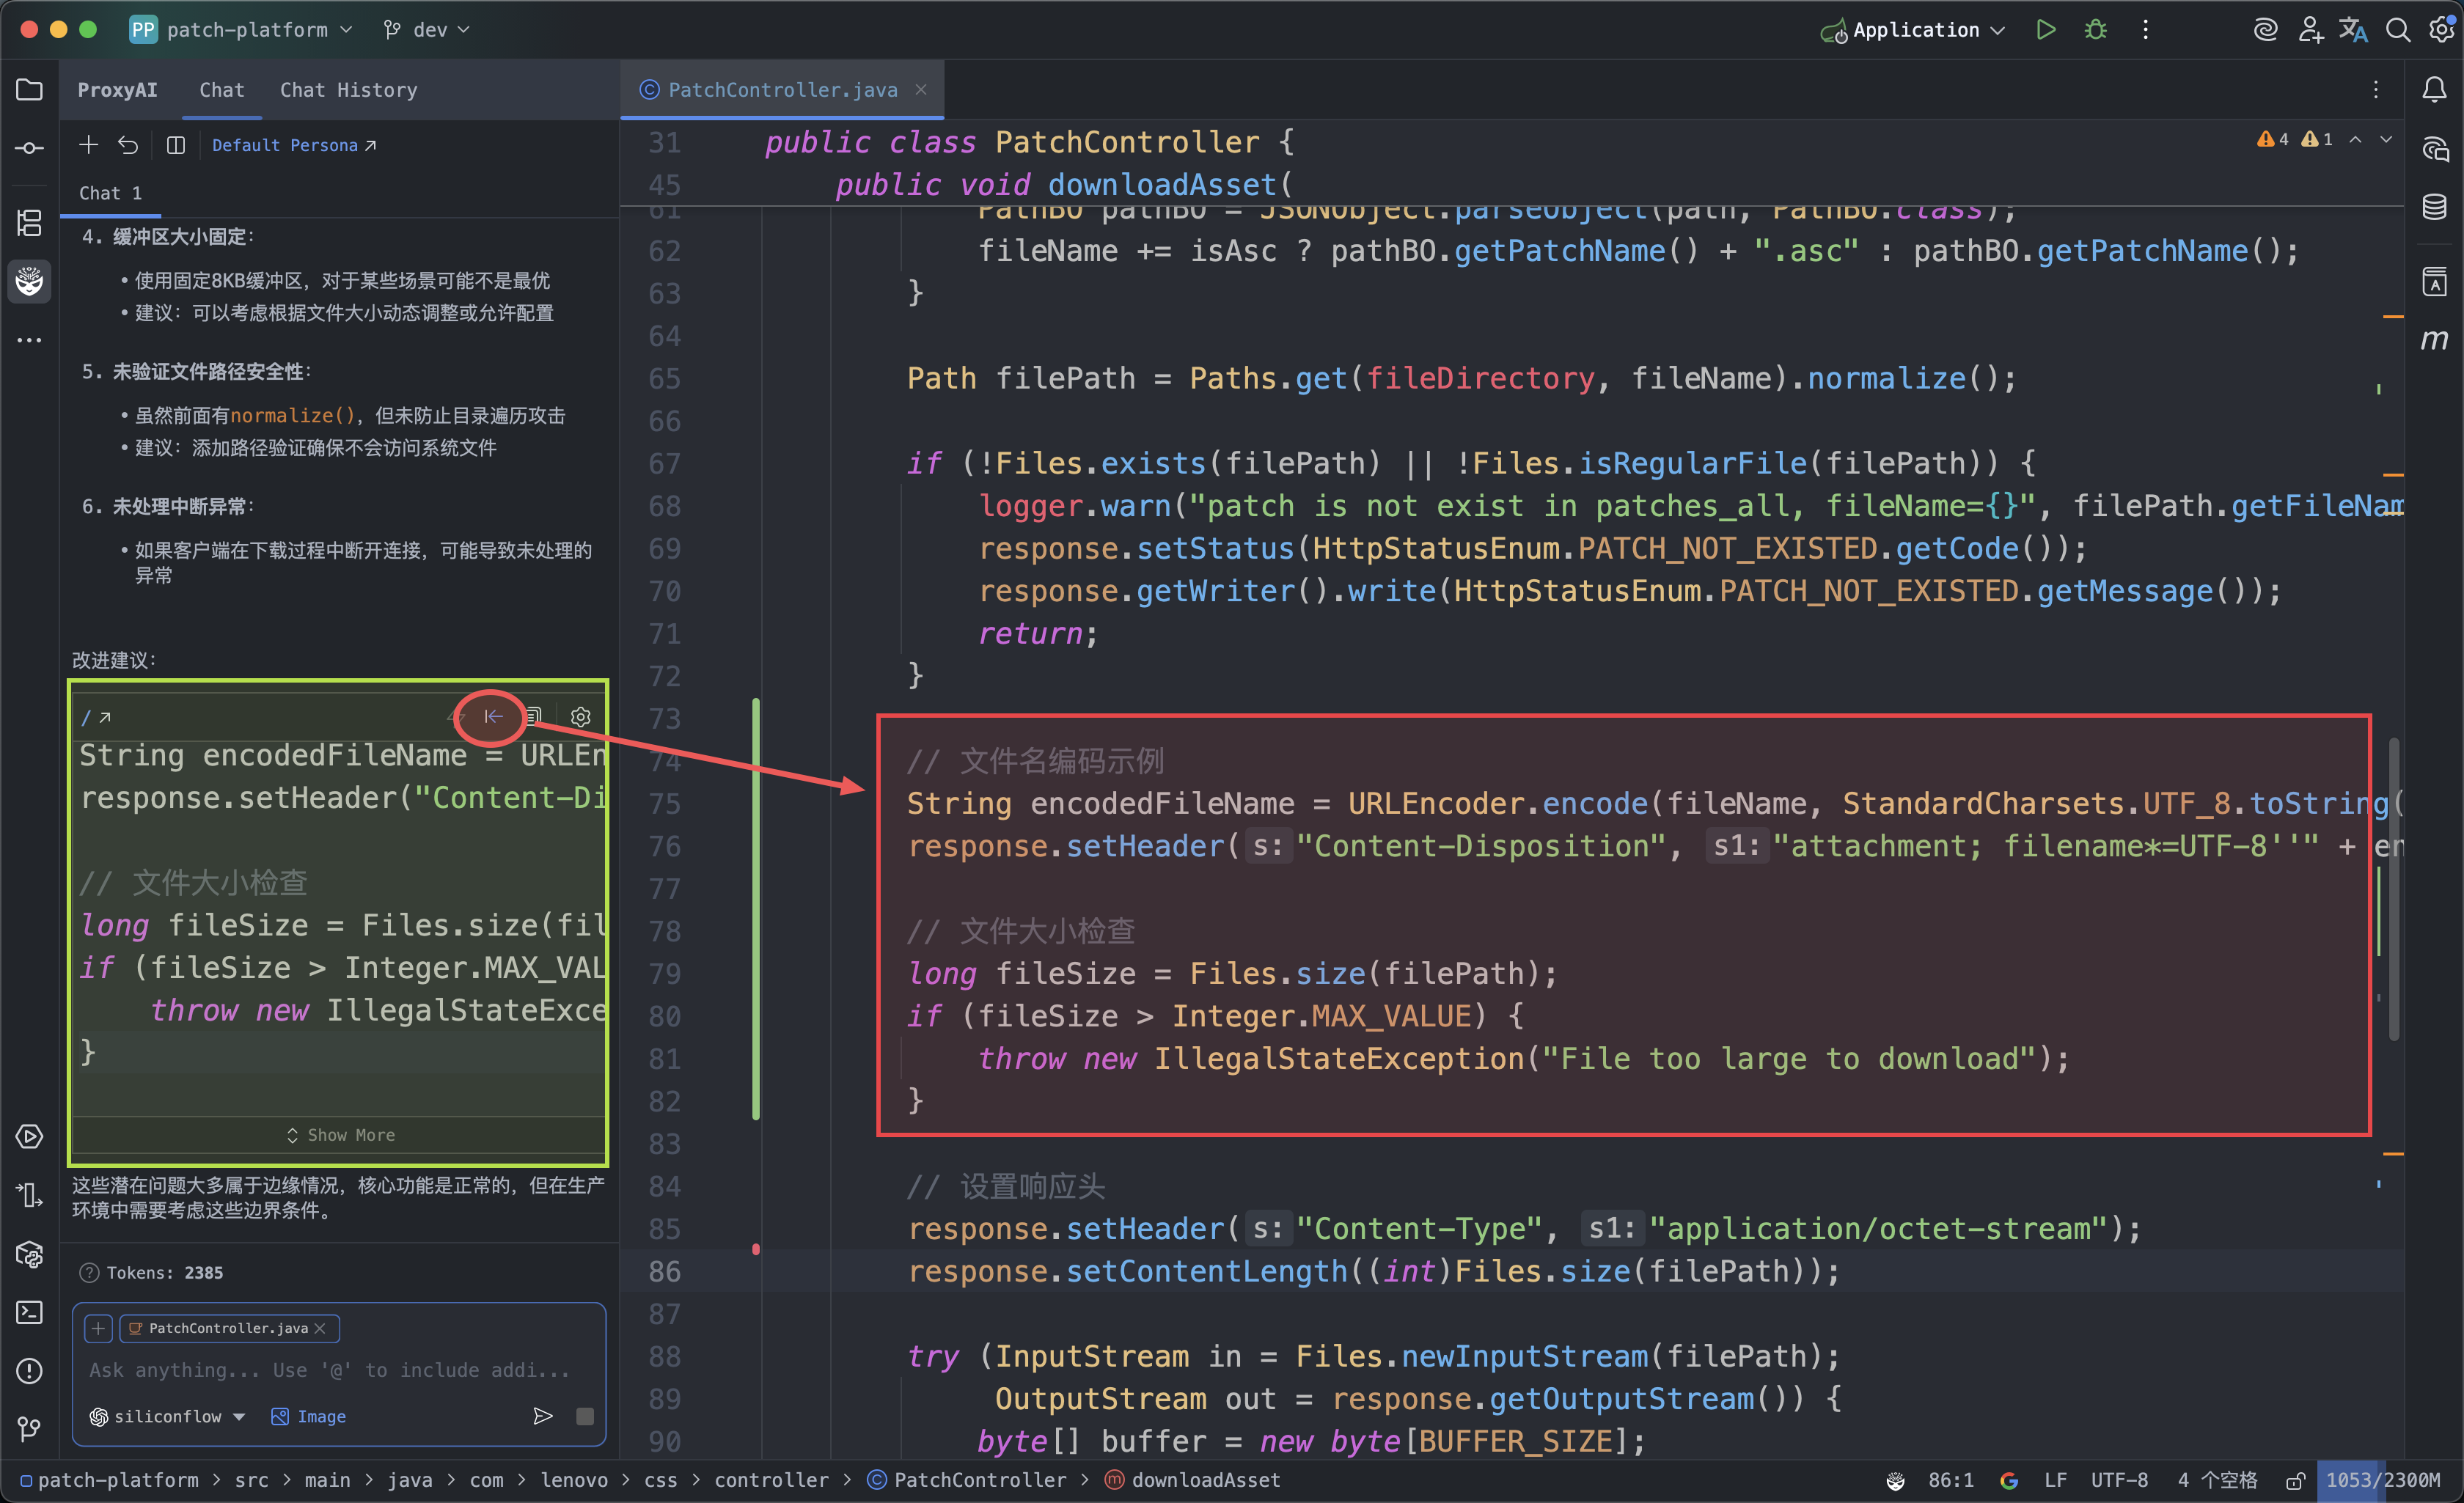 PP patch-platform
dev
Application
ProxyAI
Chat
Chat History
Default Persona
Chat 1
4. 缓冲区大小固定:
• 使用固定8KB缓冲区, 对于某些场景可能不是最优
• 建议: 可以考虑根据文件大小动态调整或允许配置
5. 未验证文件路径安全性:
• 虽然前面有normalize(), 但未防止目录遍历攻击
• 建议: 添加路径验证确保不会访问系统文件
6. 未处理中断异常:
• 如果客户端在下载过程中断开连接, 可能导致未处理的
异常
改进建议:
/
String encodedFileName = URLEn
response.setHeader("Content-Di
// 文件大小检查
long fileSize = Files.size(fil
if (fileSize > Integer.MAX_VAL
throw new IllegalStateExce
}
Show More
这些潜在问题大多属于边缘情况, 核心功能是正常的, 但在生产
环境中需要考虑这些边界条件。
Tokens: 2385
PatchController.java
Ask anything... Use '@' to include addi...
siliconflow
Image
PatchController.java
4 1
31 public class PatchController {
45 public void downloadAsset(
61 PathBO pathBO = JSONObject.parseObject(path, PathBO.class);
62 fileName += isAsc ? pathBO.getPatchName() + ".asc" : pathBO.getPatchName();
63 }
64
65 Path filePath = Paths.get(fileDirectory, fileName).normalize();
66
67 if (!Files.exists(filePath) || !Files.isRegularFile(filePath)) {
68 logger.warn("patch is not exist in patches_all, fileName={}", filePath.getFileNam
69 response.setStatus(HttpStatusEnum.PATCH_NOT_EXISTED.getCode());
70 response.getWriter().write(HttpStatusEnum.PATCH_NOT_EXISTED.getMessage());
71 return;
72 }
73
74 // 文件名编码示例
75 String encodedFileName = URLEncoder.encode(fileName, StandardCharsets.UTF_8.toString(
76 response.setHeader( s: "Content-Disposition", s1: "attachment; filename*=UTF-8''" + en
77
78 // 文件大小检查
79 long fileSize = Files.size(filePath);
80 if (fileSize > Integer.MAX_VALUE) {
81 throw new IllegalStateException("File too large to download");
82 }
83
84 // 设置响应头
85 response.setHeader( s: "Content-Type", s1: "application/octet-stream");
86 response.setContentLength((int)Files.size(filePath));
87
88 try (InputStream in = Files.newInputStream(filePath);
89 OutputStream out = response.getOutputStream()) {
90 byte[] buffer = new byte[BUFFER_SIZE];
patch-platform > src > main > java > com > lenovo > css > controller > PatchController > downloadAsset
86:1 LF UTF-8 4 个空格 1053/2300M